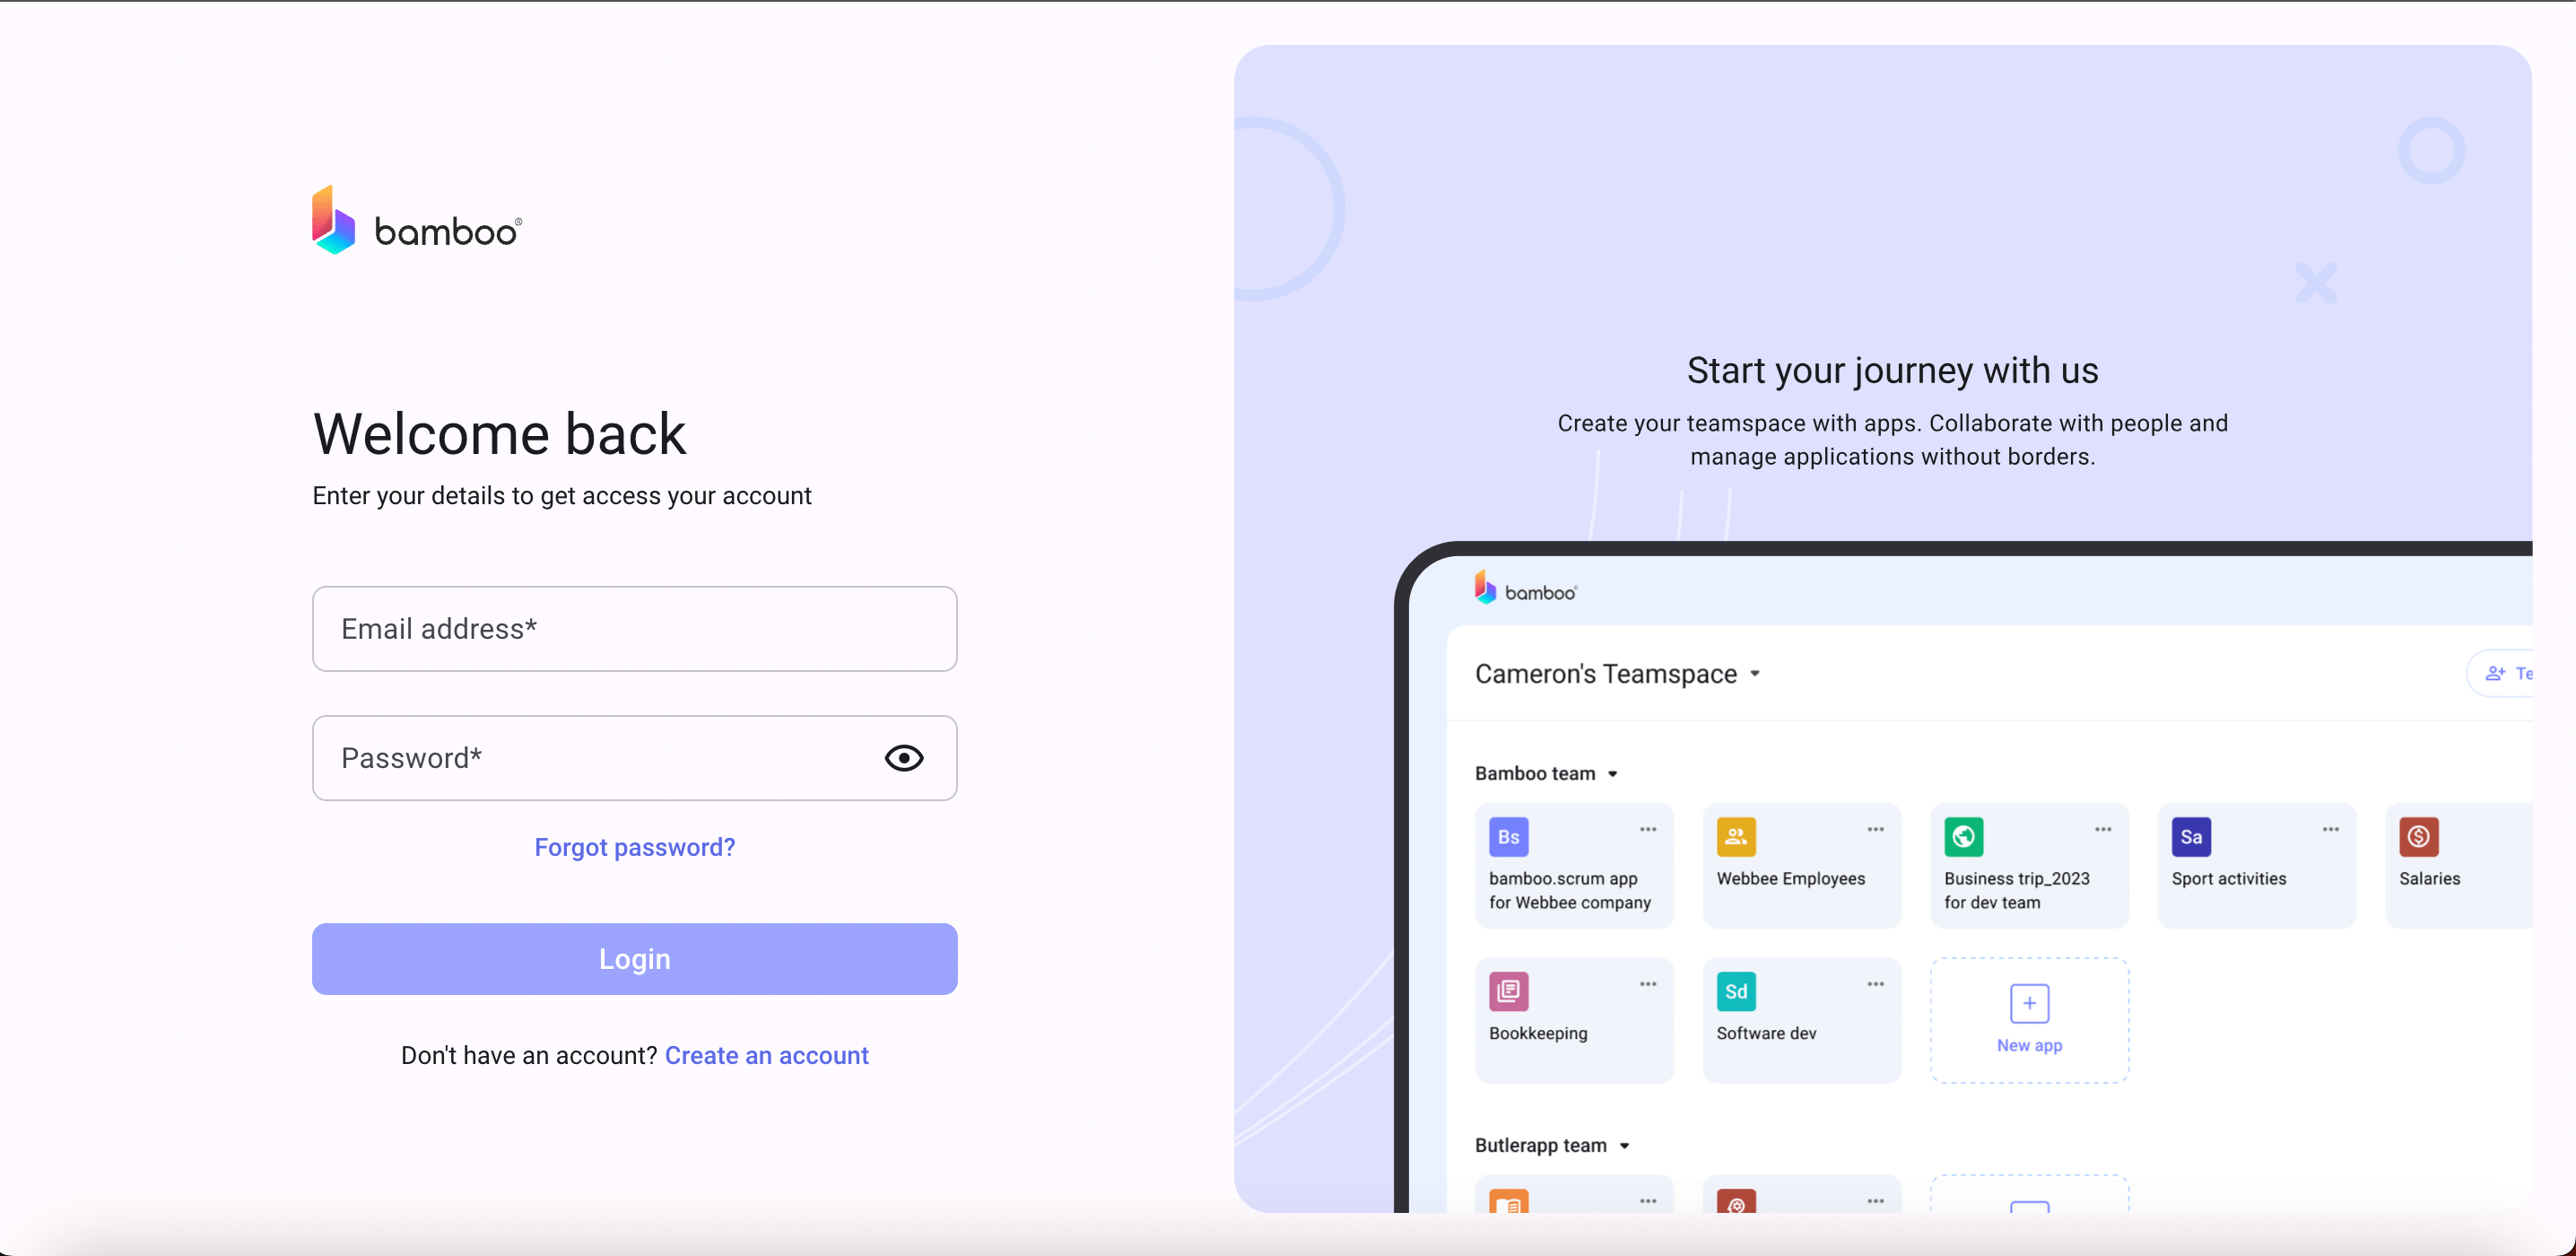 bamboo®
Welcome back
Enter your details to get access your account
Email address*
Password*
Forgot password?
Login
Don't have an account? Create an account
Start your journey with us
Create your teamspace with apps. Collaborate with people and
manage applications without borders.
bamboo®
Cameron's Teamspace
Te
Bamboo team
Bs
bamboo.scrum app
for Webbee company
Webbee Employees
Business trip_2023
for dev team
Sa
Sport activities
Salaries
Bookkeeping
Sd
Software dev
New app
Butlerapp team